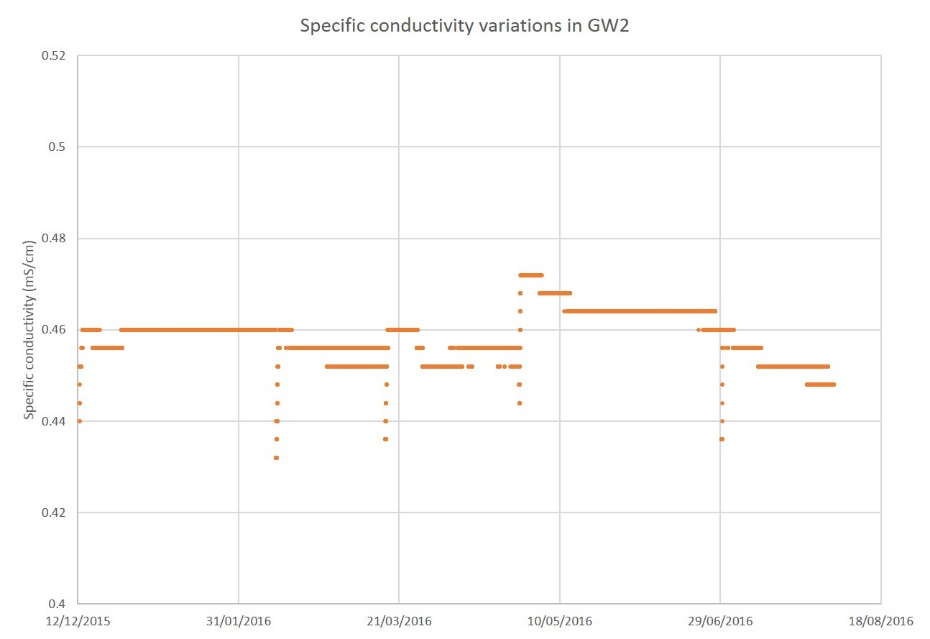 Specific conductivity variations in GW2
Specific conductivity (mS/cm)
0.52
0.5
0.48
0.46
0.44
0.42
0.4
12/12/2015 31/01/2016 21/03/2016 10/05/2016 29/06/2016 18/08/2016